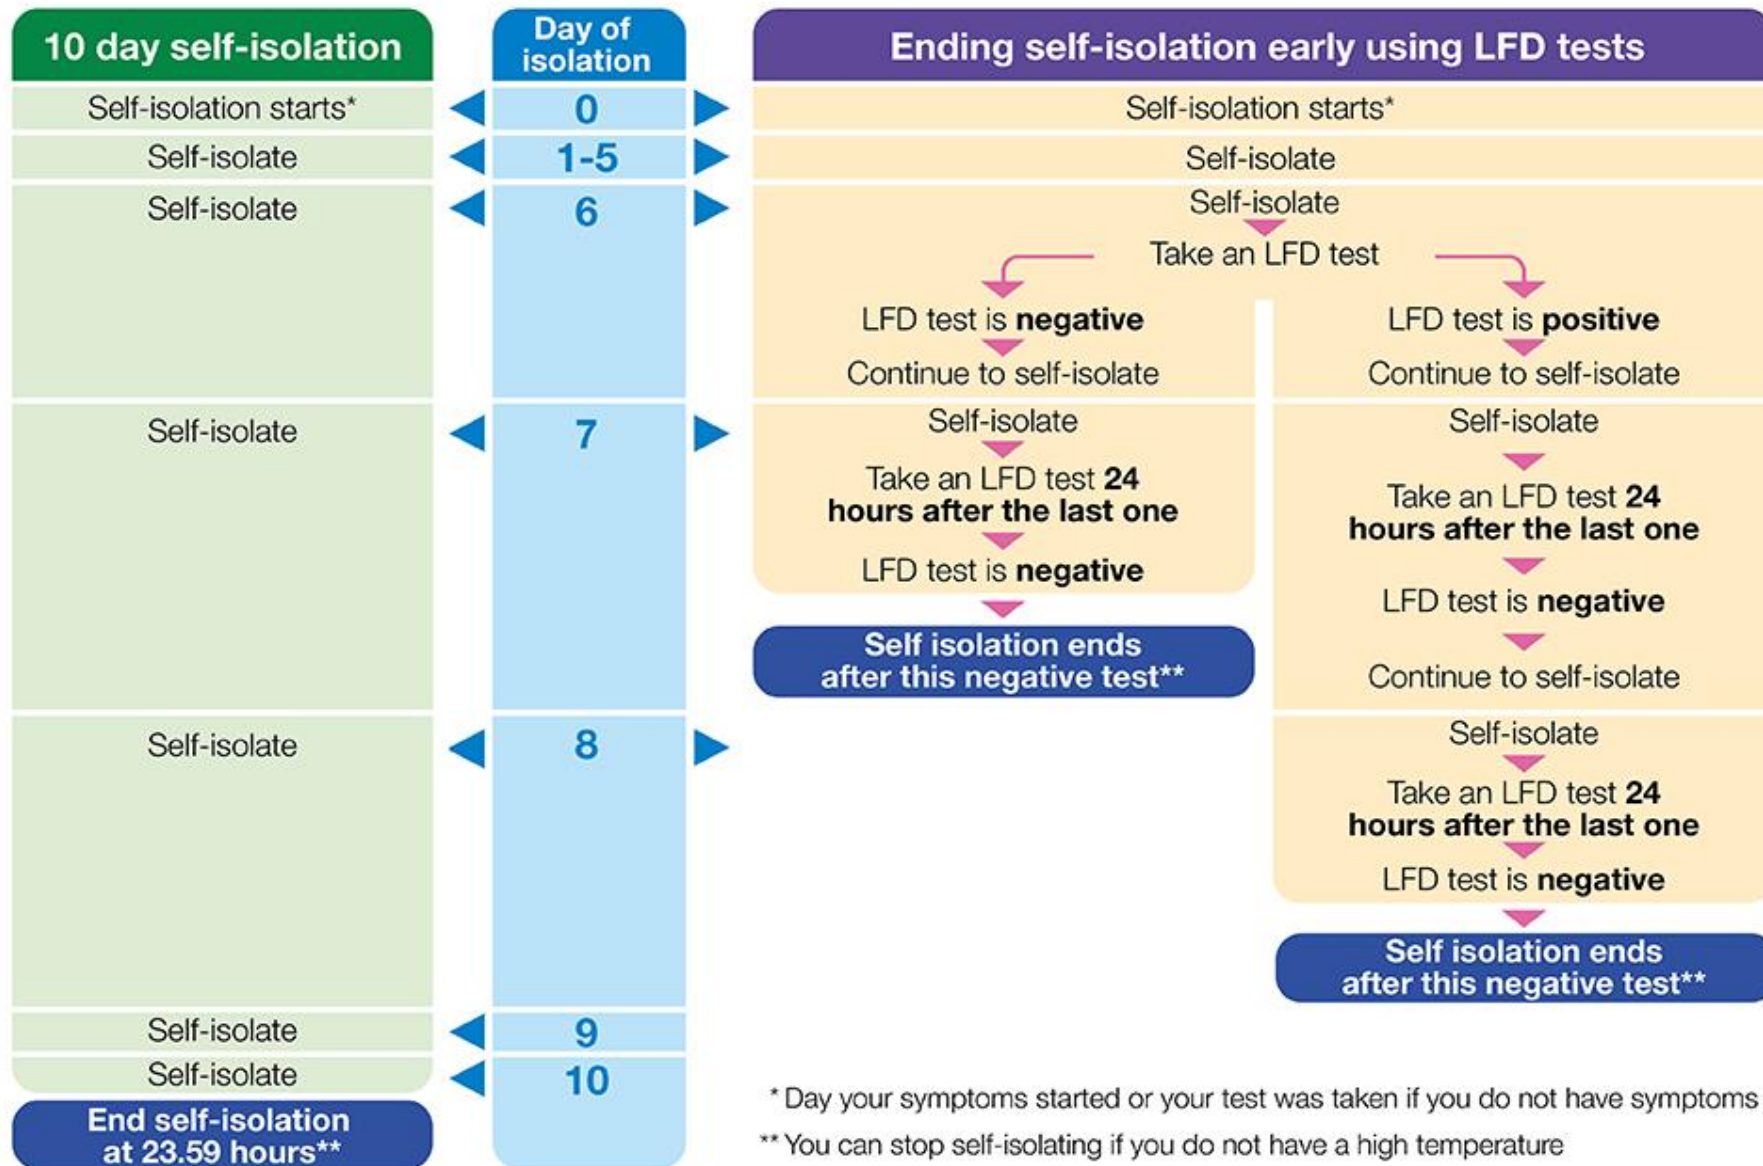 10 day self-isolation
Day of
isolation
Ending self-isolation early using LFD tests
Self-isolation starts*
0
Self-isolation starts*
Self-isolate
1-5
Self-isolate
Self-isolate
6
Self-isolate
Take an LFD test
LFD test is negative
LFD test is positive
Continue to self-isolate
Continue to self-isolate
Self-isolate
7
Self-isolate
Take an LFD test 24
hours after the last one
LFD test is negative
Self isolation ends
after this negative test**
Self-isolate
Take an LFD test 24
hours after the last one
LFD test is negative
Continue to self-isolate
Self-isolate
8
Self-isolate
Take an LFD test 24
hours after the last one
LFD test is negative
Self isolation ends
after this negative test**
Self-isolate
9
Self-isolate
10
End self-isolation
at 23.59 hours**
* Day your symptoms started or your test was taken if you do not have symptoms
** You can stop self-isolating if you do not have a high temperature